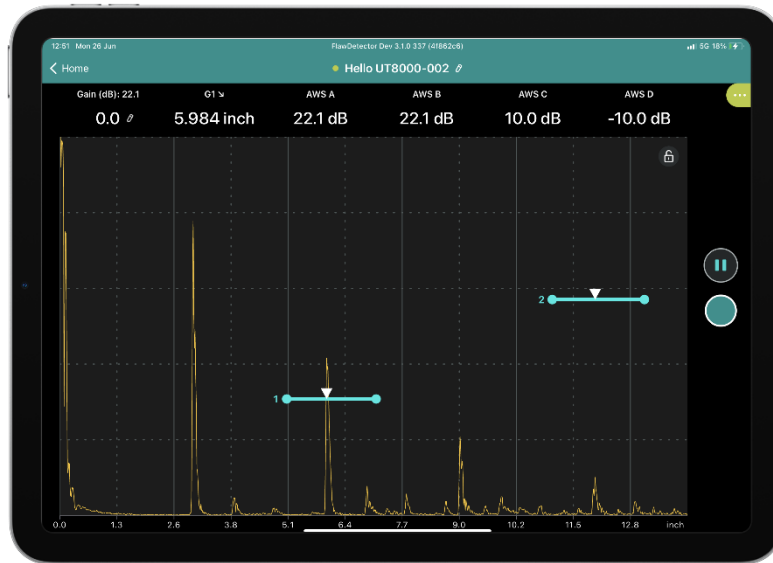 12:51 Mon 26 Jun
FlawDetector Dev 3.1.0 337 (4f862c6)
5G 18%
Home
Hello UT8000-002
Gain (dB): 22.1
G1
AWS A
AWS B
AWS C
AWS D
0.0
5.984 inch
22.1 dB
22.1 dB
10.0 dB
-10.0 dB
2
1
0.0 1.3 2.6 3.8 5.1 6.4 7.7 9.0 10.2 11.5 12.8 inch